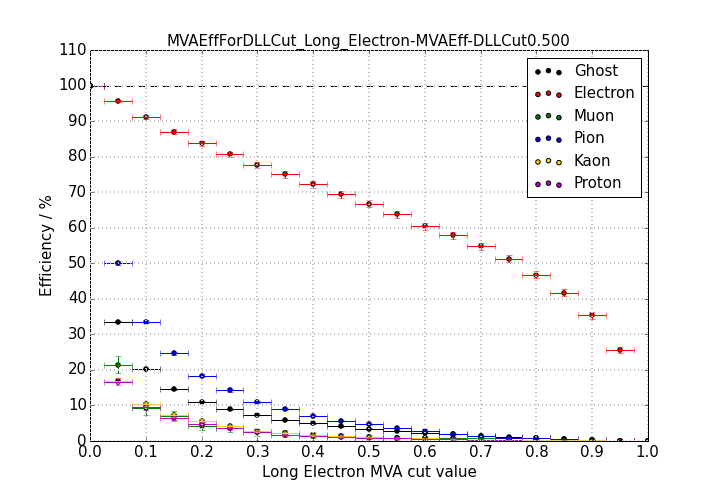 MVAEffForDLLCut_Long_Electron-MVAEff-DLLCut0.500
110
100
90
80
70
60
50
40
30
20
10
0
Efficiency / %
Ghost
Electron
Muon
Pion
Kaon
Proton
0.0 0.1 0.2 0.3 0.4 0.5 0.6 0.7 0.8 0.9 1.0
Long Electron MVA cut value